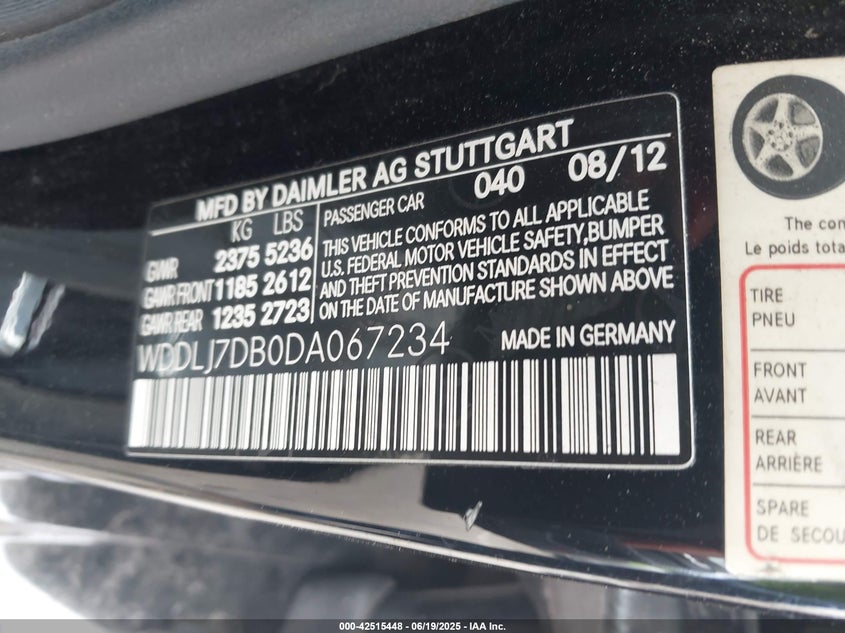 MFD BY DAIMLER AG STUTTGART
KG LBS
PASSENGER CAR 040 08/12
GVWR 2375 5236
GAWR FRONT 1185 2612
GAWR REAR 1235 2723
THIS VEHICLE CONFORMS TO ALL APPLICABLE
U.S. FEDERAL MOTOR VEHICLE SAFETY, BUMPER
AND THEFT PREVENTION STANDARDS IN EFFECT
ON THE DATE OF MANUFACTURE SHOWN ABOVE
WDDLJ7DB0DA067234
MADE IN GERMANY
The com
Le poids tota
TIRE
PNEU
FRONT
AVANT
REAR
ARRIÈRE
SPARE
DE SECOU
000-42515448 - 06/19/2025 - IAA Inc.